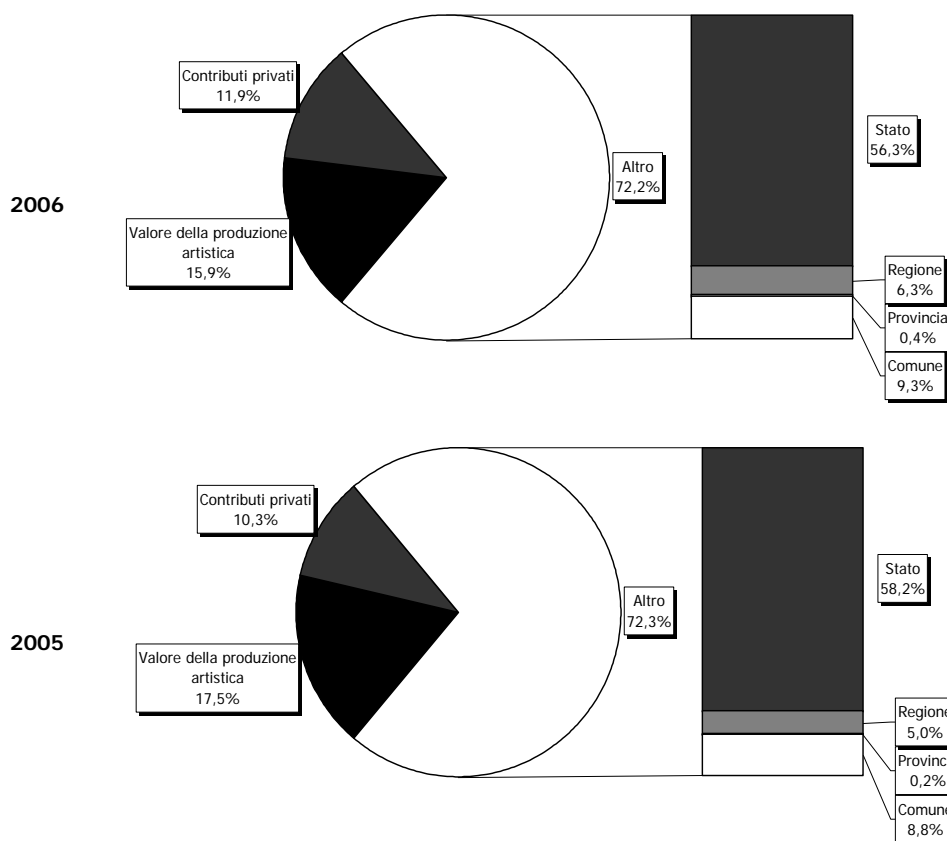 Contributi privati
11,9%
Stato
56,3%
Altro
72,2%
2006
Valore della produzione
artistica
15,9%
Regione
6,3%
Provincia
0,4%
Comune
9,3%
Contributi privati
10,3%
Stato
58,2%
Altro
72,3%
2005
Valore della produzione
artistica
17,5%
Regione
5,0%
Provinci
0,2%
Comune
8,8%